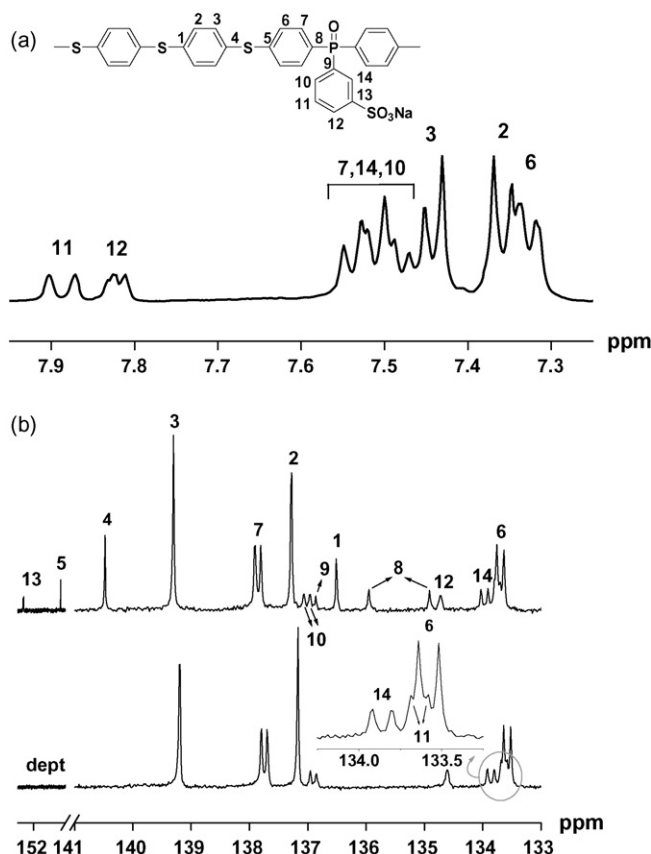 (a)
O
2 3
6 7
8
S S S P
1 4 5
9
10 14
11 13
12 SO₃Na
3 2
7,14,10 6
11 12
ppm
7.9 7.8 7.7 7.6 7.5 7.4 7.3
(b)
3
2
4
7 1 6
13 5 9 8 12 14
10
6
14
11
dept
134.0 133.5
ppm
152 141 140 139 138 137 136 135 134 133